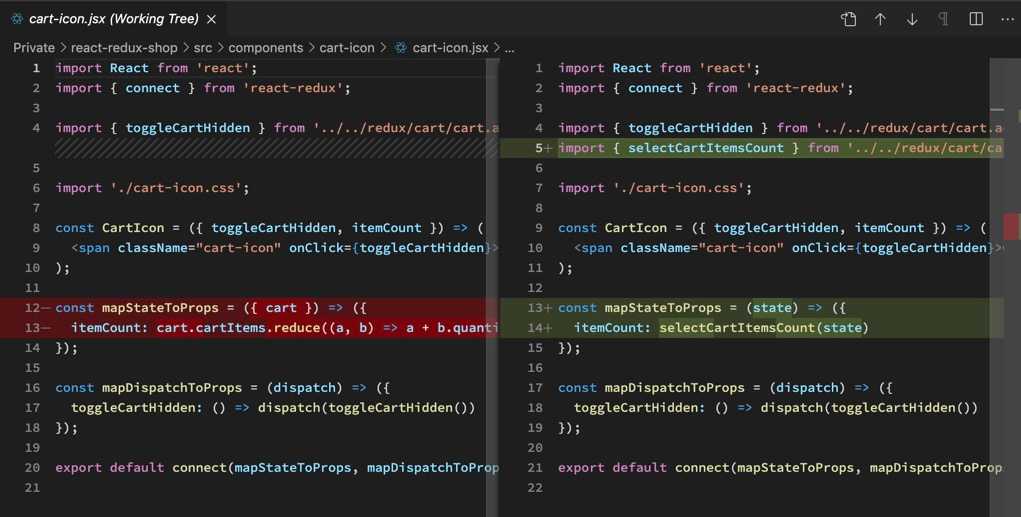 cart-icon.jsx (Working Tree)
Private > react-redux-shop > src > components > cart-icon > cart-icon.jsx > ...
1 import React from 'react';
2 import { connect } from 'react-redux';
3
4 import { toggleCartHidden } from '../../redux/cart/cart.a
5
6 import './cart-icon.css';
7
8 const CartIcon = ({ toggleCartHidden, itemCount }) => (
9 <span className="cart-icon" onClick={toggleCartHidden}>
10 );
11
12— const mapStateToProps = ({ cart }) => ({
13— itemCount: cart.cartItems.reduce((a, b) => a + b.quanti
14 });
15
16 const mapDispatchToProps = (dispatch) => ({
17 toggleCartHidden: () => dispatch(toggleCartHidden())
18 });
19
20 export default connect(mapStateToProps, mapDispatchToProp
21
1 import React from 'react';
2 import { connect } from 'react-redux';
3
4 import { toggleCartHidden } from '../../redux/cart/cart.a
5+ import { selectCartItemsCount } from '../../redux/cart/ca
6
7 import './cart-icon.css';
8
9 const CartIcon = ({ toggleCartHidden, itemCount }) => (
10 <span className="cart-icon" onClick={toggleCartHidden}>
11 );
12
13+ const mapStateToProps = (state) => ({
14+ itemCount: selectCartItemsCount(state)
15 });
16
17 const mapDispatchToProps = (dispatch) => ({
18 toggleCartHidden: () => dispatch(toggleCartHidden())
19 });
20
21 export default connect(mapStateToProps, mapDispatchToProp
22